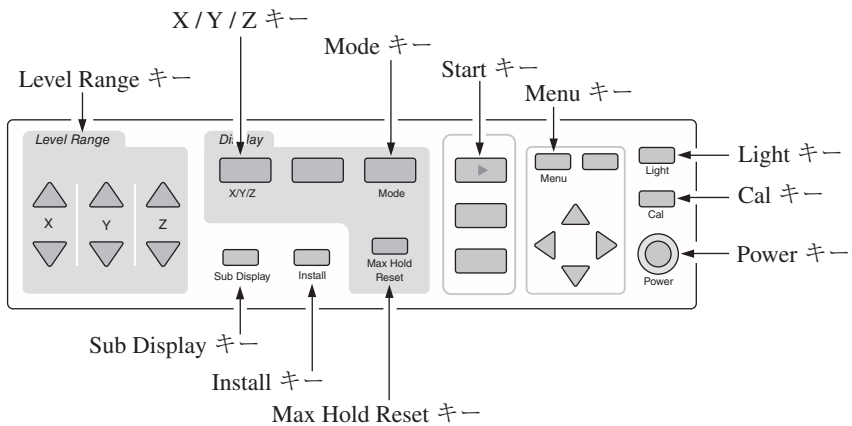 X / Y / Z キー
Mode キー
Start キー
Level Range キー
Menu キー
Level Range
Display
X/Y/Z
Mode
Menu
Light
Light キー
Cal
Cal キー
X
Y
Z
Sub Display
Install
Max Hold
Reset
Power
Power キー
Sub Display キー
Install キー
Max Hold Reset キー